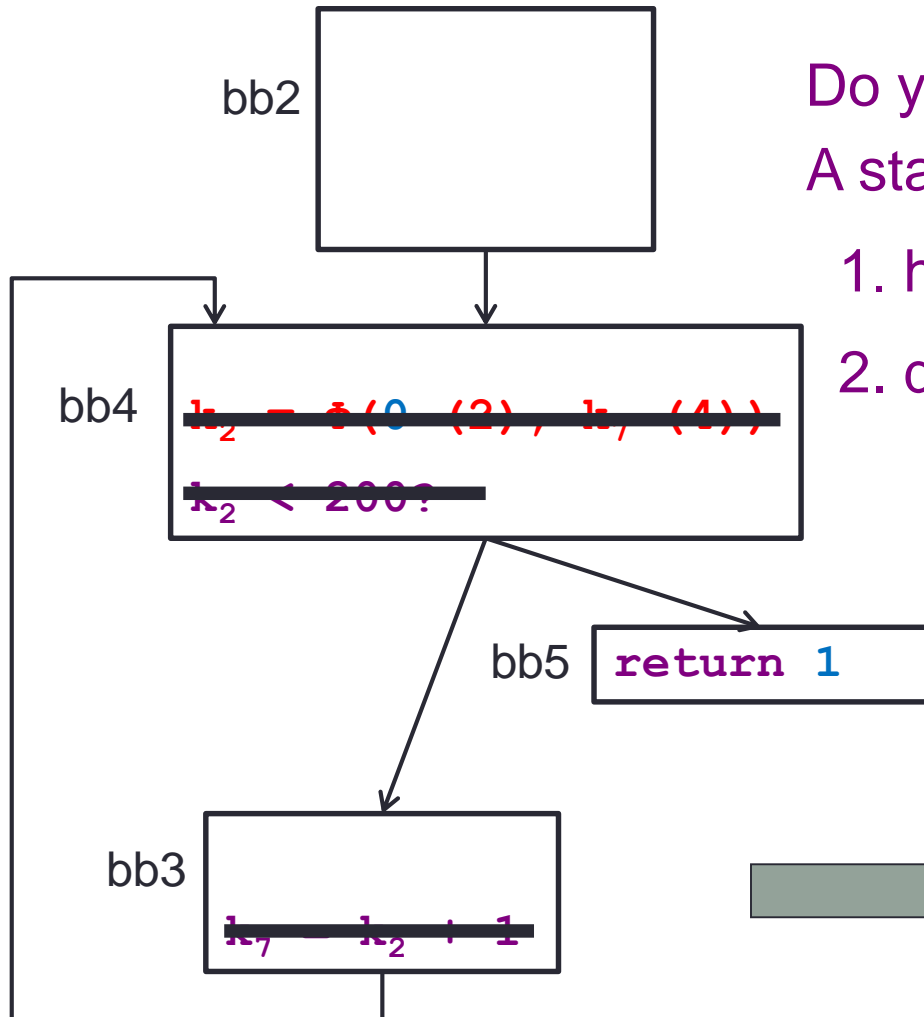 bb2
Do y
A sta
1. h
2. c
bb4
k₂ = Φ(0 (2), k₇ (4))
k₂ < 200?
bb5
return 1
bb3
k₇ = k₂ + 1